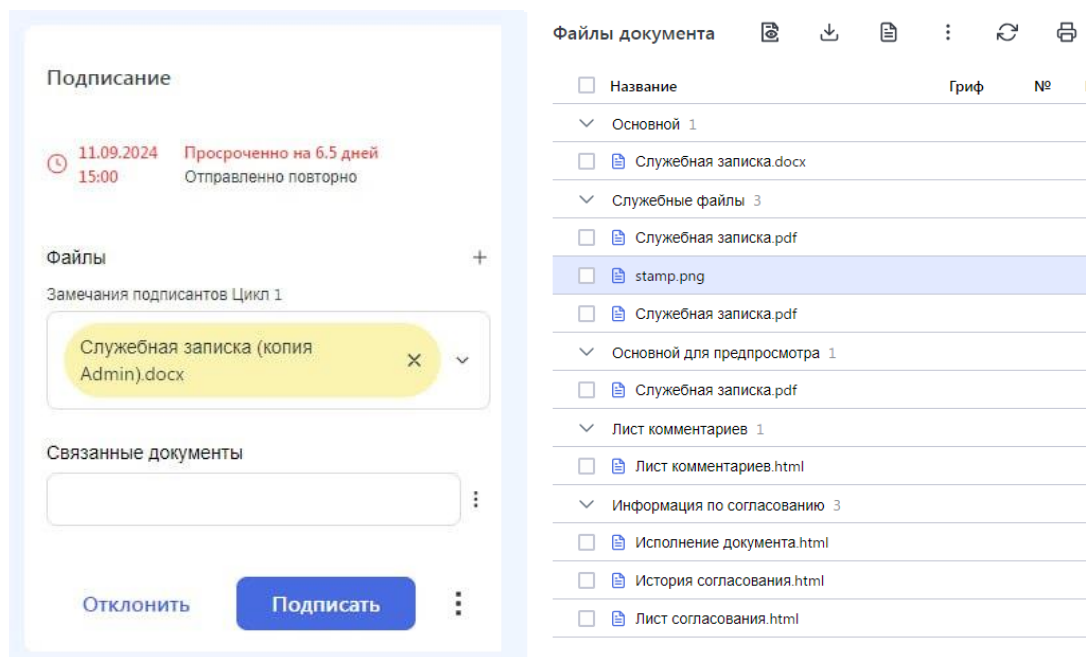 Подписание
11.09.2024 Просроченно на 6.5 дней
15:00 Отправленно повторно
Файлы
Замечания подписантов Цикл 1
Служебная записка (копия
Admin).docx
Связанные документы
Отклонить Подписать
Файлы документа
Название Гриф №
Основной 1
Служебная записка.docx
Служебные файлы 3
Служебная записка.pdf
stamp.png
Служебная записка.pdf
Основной для предпросмотра 1
Служебная записка.pdf
Лист комментариев 1
Лист комментариев.html
Информация по согласованию 3
Исполнение документа.html
История согласования.html
Лист согласования.html